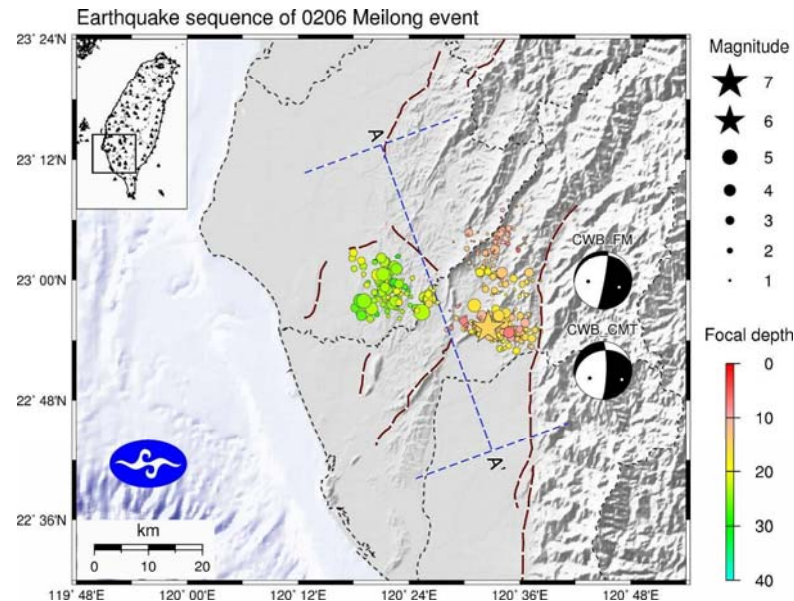 Earthquake sequence of 0206 Meilong event
23˚ 24'N
23˚ 12'N
23˚ 00'N
22˚ 48'N
22˚ 36'N
119˚ 48'E
120˚ 00'E
120˚ 12'E
120˚ 24'E
120˚ 36'E
120˚ 48'E
A
A'
CWB_FM
CWB_CMT
km
0 10 20
Magnitude
7
6
5
4
3
2
1
Focal depth
0
10
20
30
40